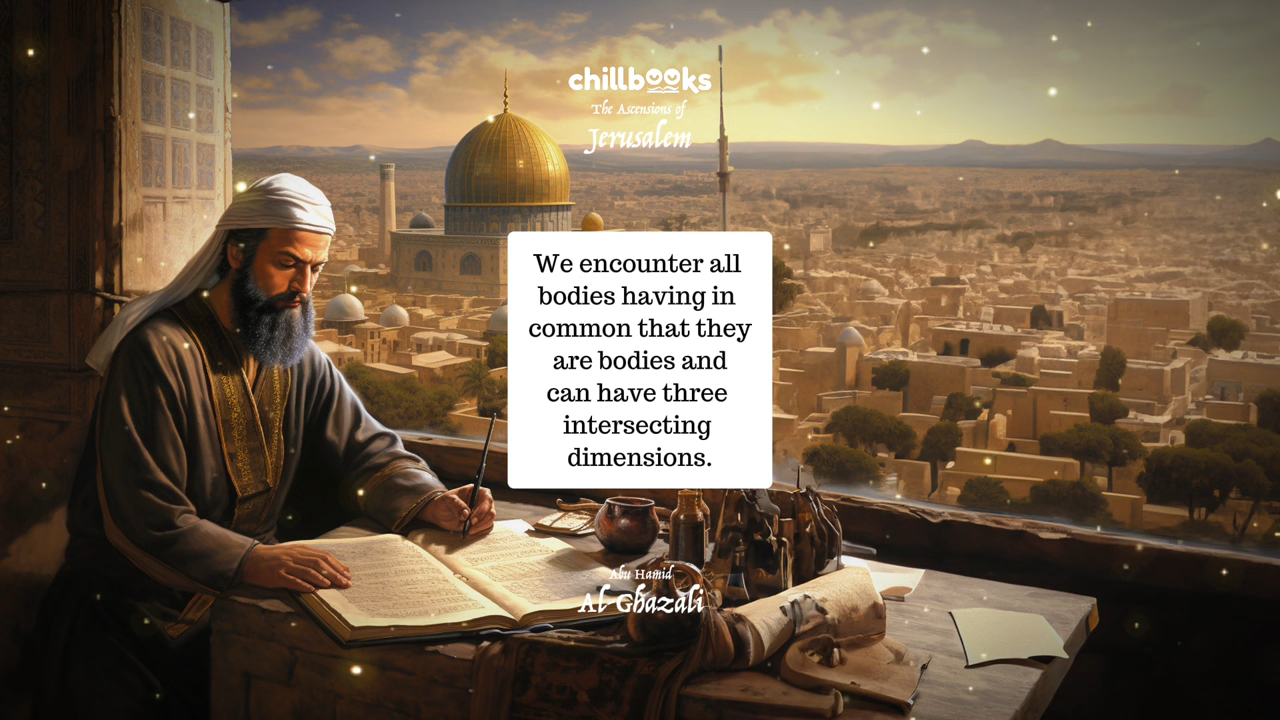 chillbooks
The Ascensions of
Jerusalem
We encounter all
bodies having in
common that they
are bodies and
can have three
intersecting
dimensions.
Abu Hamid
Al-Ghazali